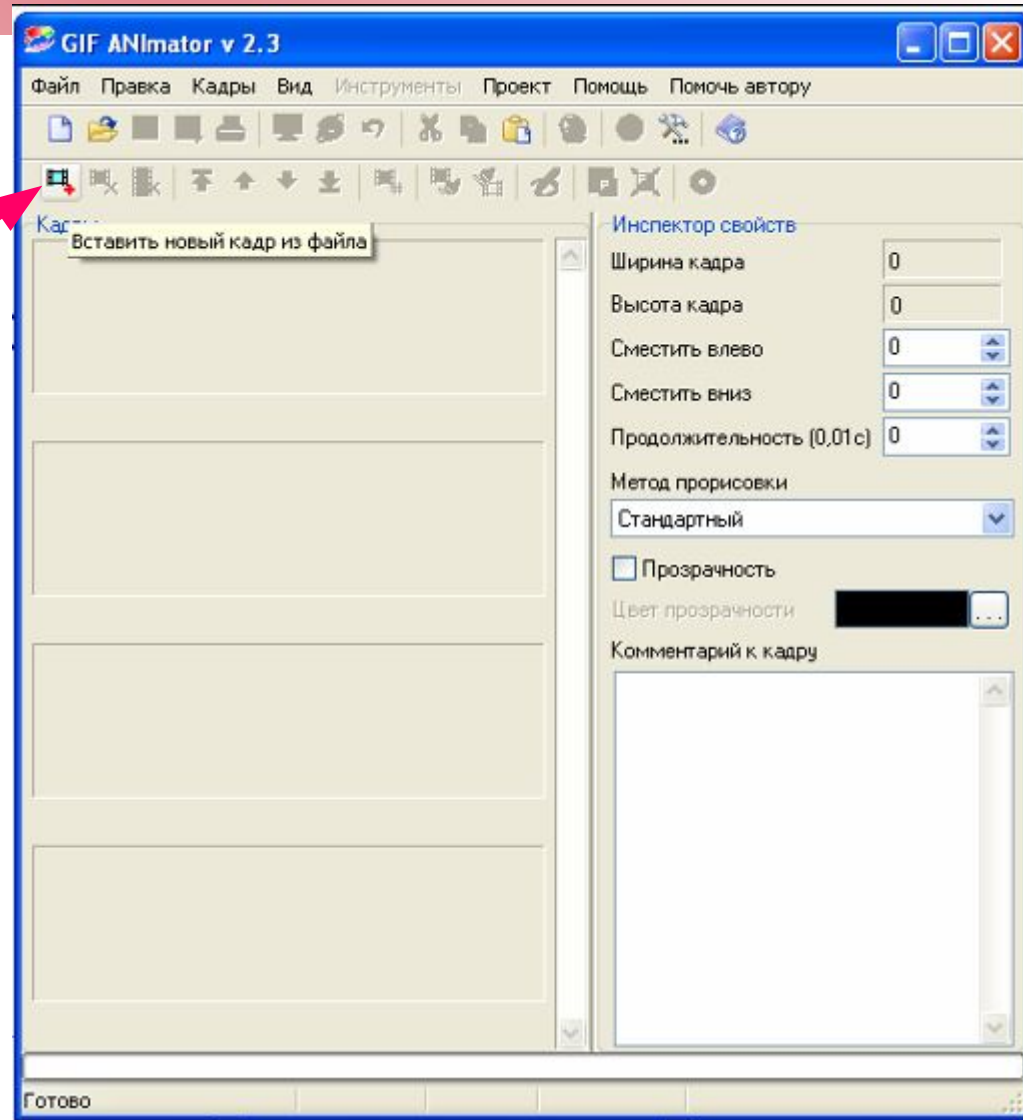 GIF ANImator v 2.3
Файл Правка Кадры Вид Инструменты Проект Помощь Помочь автору
Вставить новый кадр из файла
Инспектор свойств
Ширина кадра 0
Высота кадра 0
Сместить влево 0
Сместить вниз 0
Продолжительность (0,01с) 0
Метод прорисовки
Стандартный
Прозрачность
Цвет прозрачности ...
Комментарий к кадру
Готово